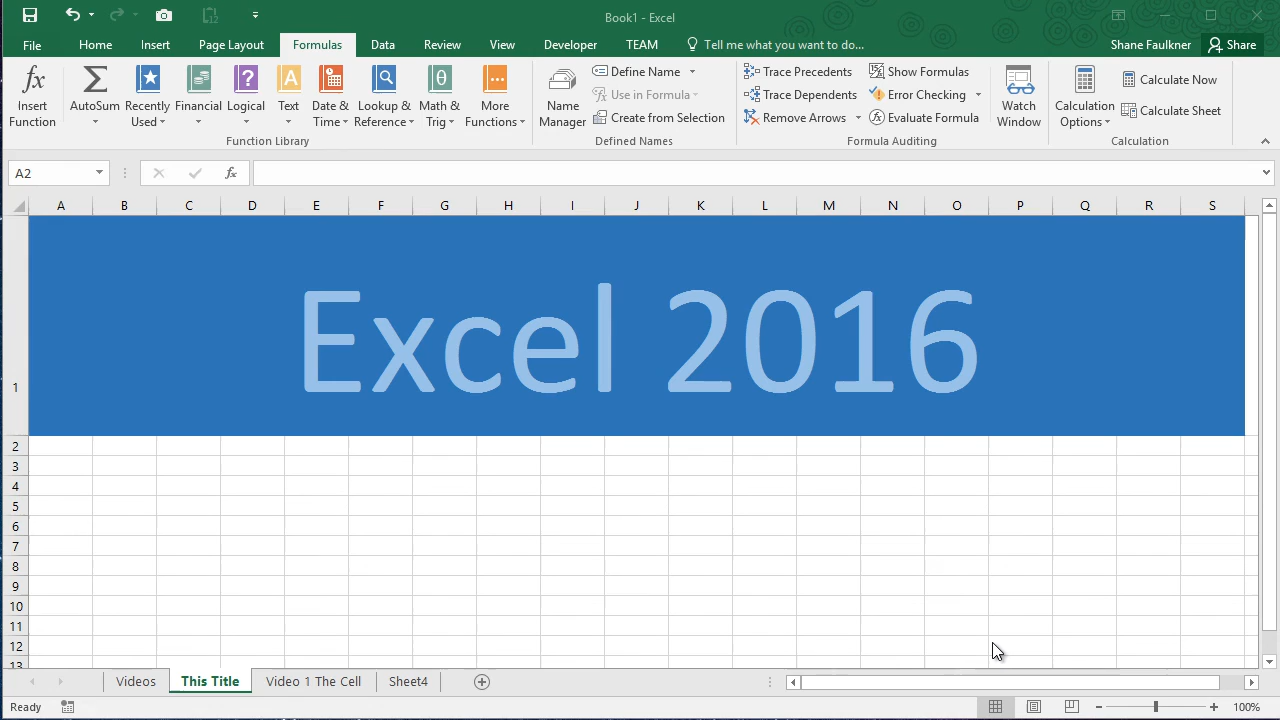 Book1 - Excel
File Home Insert Page Layout Formulas Data Review View Developer TEAM Tell me what you want to do... Shane Faulkner Share
fx Σ ? A θ
Insert Function
AutoSum
Recently Used
Financial
Logical
Text
Date & Time
Lookup & Reference
Math & Trig
More Functions
Function Library
Name Manager
Define Name
Use in Formula
Create from Selection
Defined Names
Trace Precedents
Trace Dependents
Remove Arrows
Show Formulas
Error Checking
Evaluate Formula
Watch Window
Formula Auditing
Calculation Options
Calculate Now
Calculate Sheet
Calculation
A2 fx
A B C D E F G H I J K L M N O P Q R S
1 Excel 2016
2
3
4
5
6
7
8
9
10
11
12
13
Videos This Title Video 1 The Cell Sheet4
Ready 100%